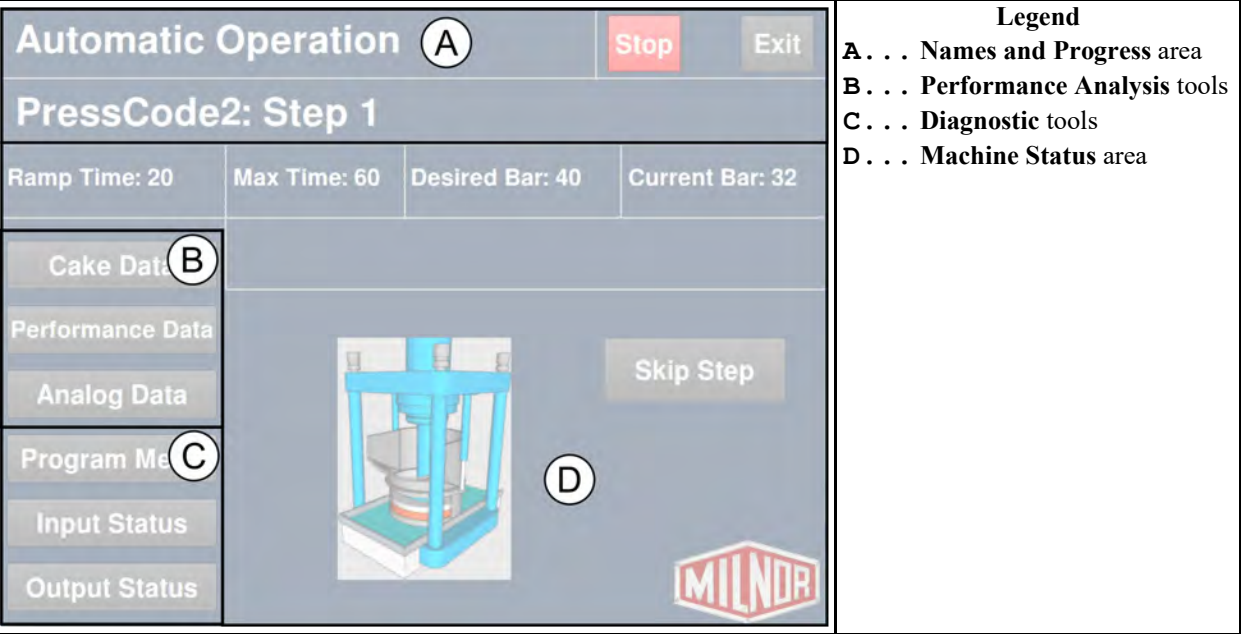 Automatic Operation A Stop Exit
PressCode2: Step 1
Ramp Time: 20 Max Time: 60 Desired Bar: 40 Current Bar: 32
Cake Data B
Performance Data
Analog Data
Skip Step
Program Me C
Input Status
D
Output Status
MILNOR
Legend
A... Names and Progress area
B... Performance Analysis tools
C... Diagnostic tools
D... Machine Status area